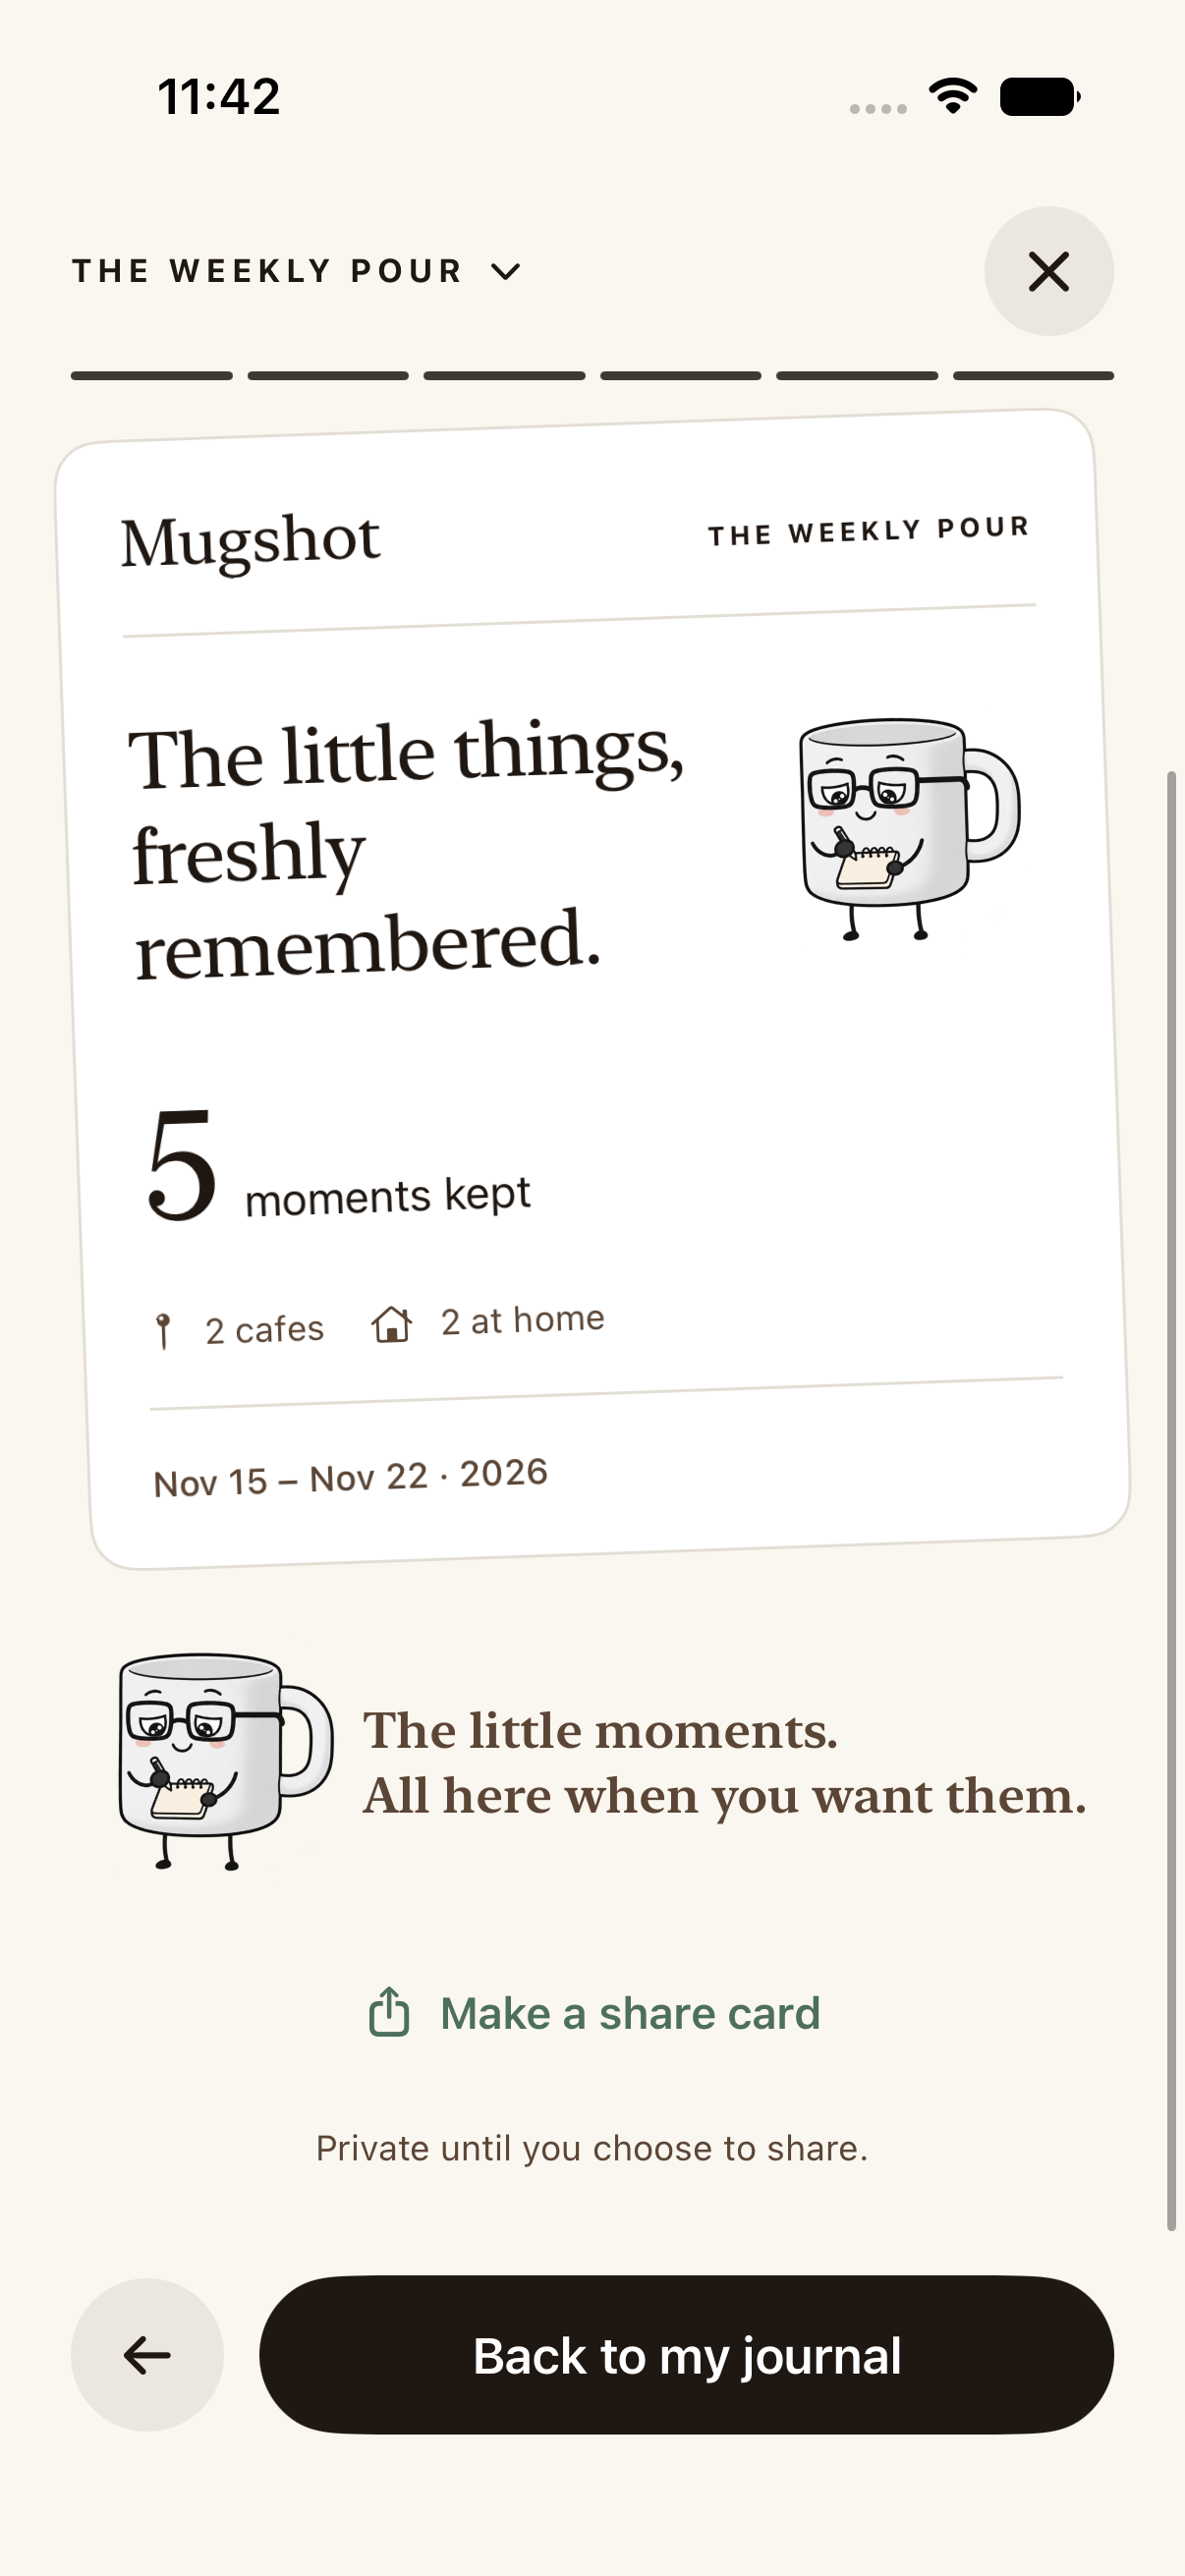 11:42
THE WEEKLY POUR
Mugshot
THE WEEKLY POUR
The little things,
freshly
remembered.
5 moments kept
2 cafes 2 at home
Nov 15 – Nov 22 · 2026
The little moments.
All here when you want them.
Make a share card
Private until you choose to share.
Back to my journal